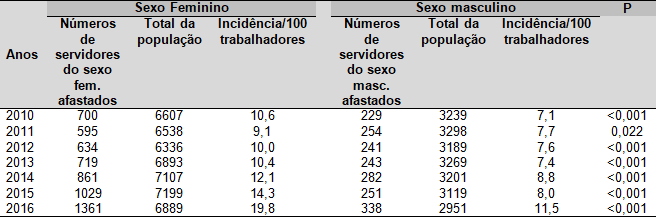 Sexo Feminino Sexo masculino P
Anos Números de servidores do sexo fem. afastados Total da população Incidência/100 trabalhadores Números de servidores do sexo masc. afastados Total da população Incidência/100 trabalhadores
2010 700 6607 10,6 229 3239 7,1 <0,001
2011 595 6538 9,1 254 3298 7,7 0,022
2012 634 6336 10,0 241 3189 7,6 <0,001
2013 719 6893 10,4 243 3269 7,4 <0,001
2014 861 7107 12,1 282 3201 8,8 <0,001
2015 1029 7199 14,3 251 3119 8,0 <0,001
2016 1361 6889 19,8 338 2951 11,5 <0,001